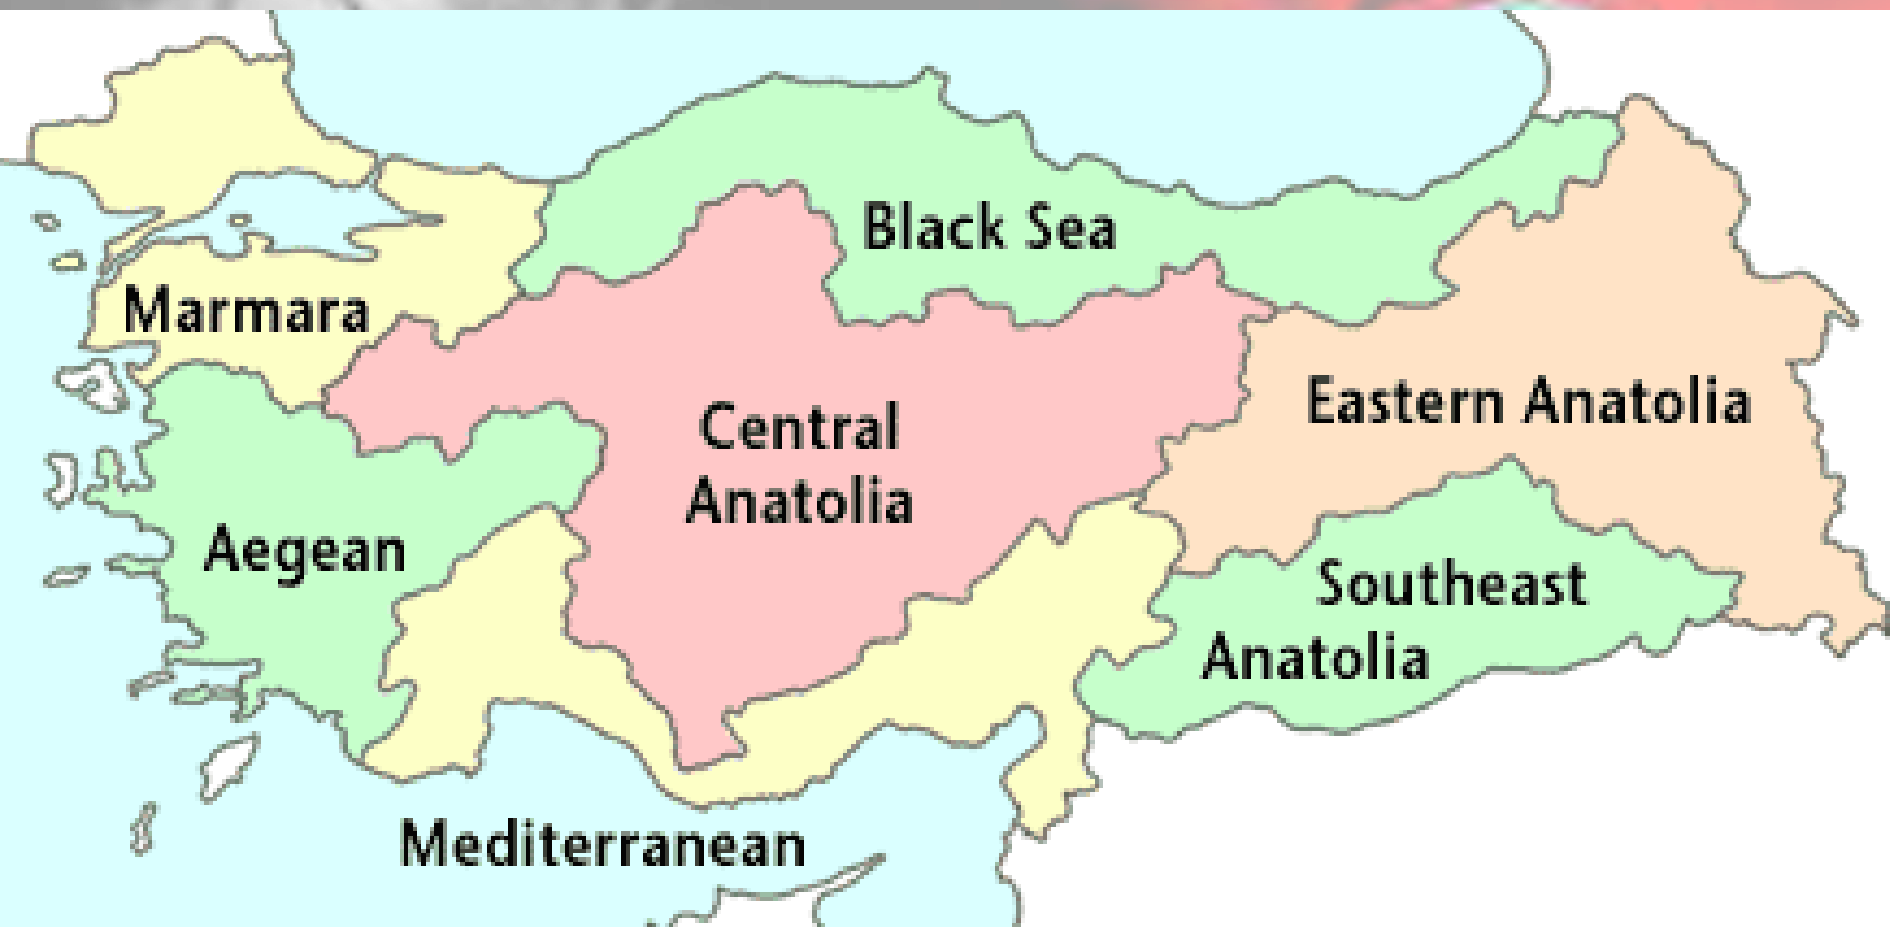 Black Sea
Marmara
Eastern Anatolia
Central
Anatolia
Aegean
Southeast
Anatolia
Mediterranean